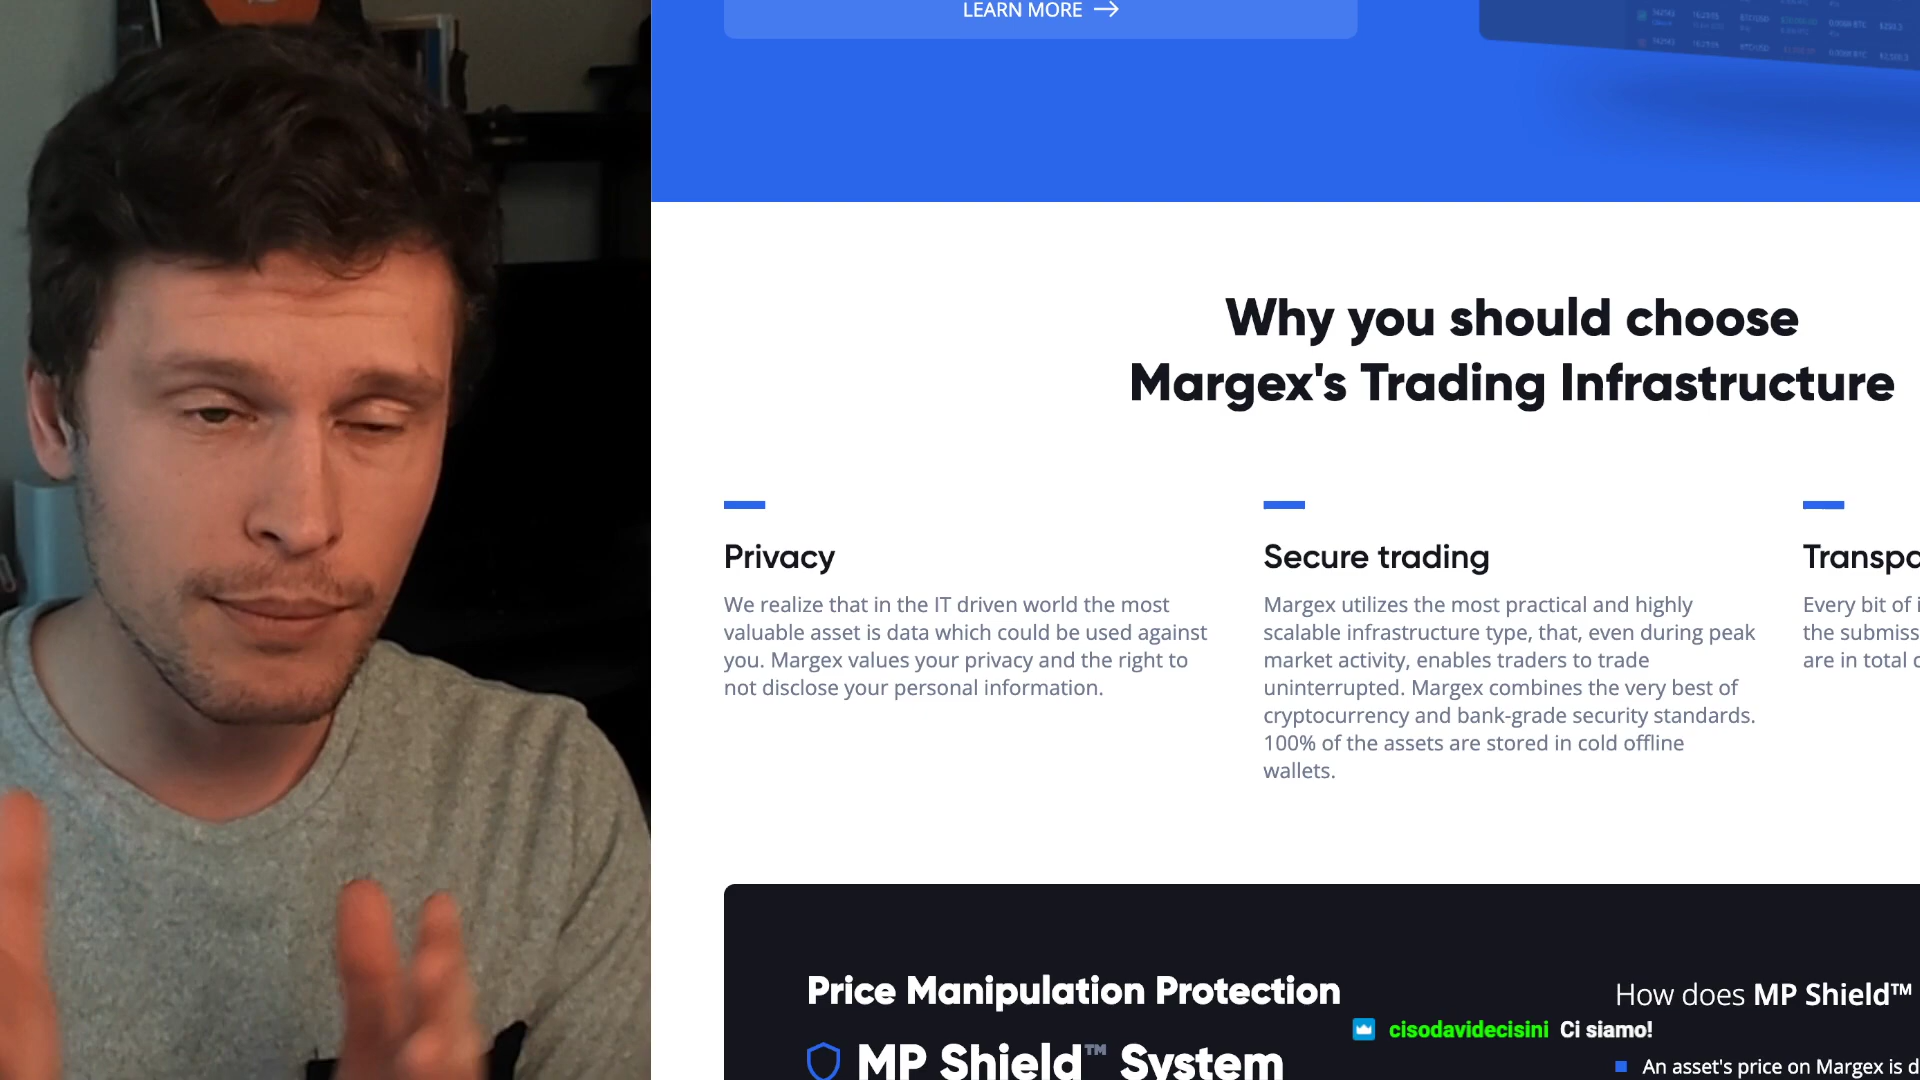 LEARN MORE
Why you should choose
Margex's Trading Infrastructure
Privacy
We realize that in the IT driven world the most
valuable asset is data which could be used against
you. Margex values your privacy and the right to
not disclose your personal information.
Secure trading
Margex utilizes the most practical and highly
scalable infrastructure type, that, even during peak
market activity, enables traders to trade
uninterrupted. Margex combines the very best of
cryptocurrency and bank-grade security standards.
100% of the assets are stored in cold offline
wallets.
Every bit of
the
are in total
Price Manipulation Protection
MP Shield™ System
How does MP Shield™
cisodavidecisini Ci siamo!
An asset's price on Margex is